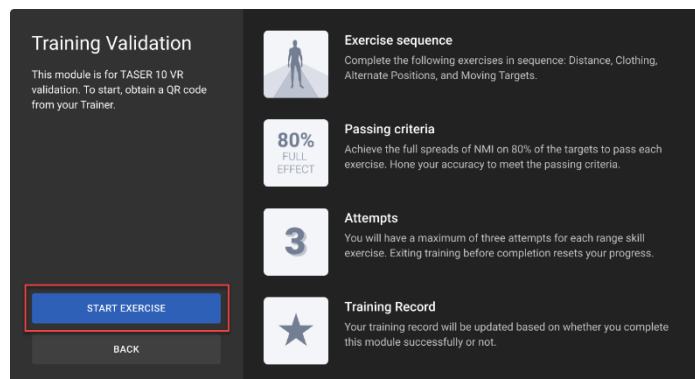 Training Validation
This module is for TASER 10 VR
validation. To start, obtain a QR code
from your Trainer.
START EXERCISE
BACK
Exercise sequence
Complete the following exercises in sequence: Distance, Clothing,
Alternate Positions, and Moving Targets.
80%
FULL
EFFECT
Passing criteria
Achieve the full spreads of NMI on 80% of the targets to pass each
exercise. Hone your accuracy to meet the passing criteria.
3
Attempts
You will have a maximum of three attempts for each range skill
exercise. Exiting training before completion resets your progress.
Training Record
Your training record will be updated based on whether you complete
this module successfully or not.